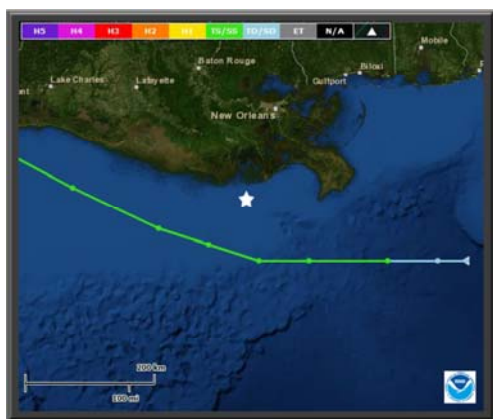 H5 H4 H3 H2 H1 TS/SS TD/SD ET N/A
Mobile
Baton Rouge
Biloxi
Lake Charles
Lafayette
Gulfport
nt
New Orleans
200 km
100 mi